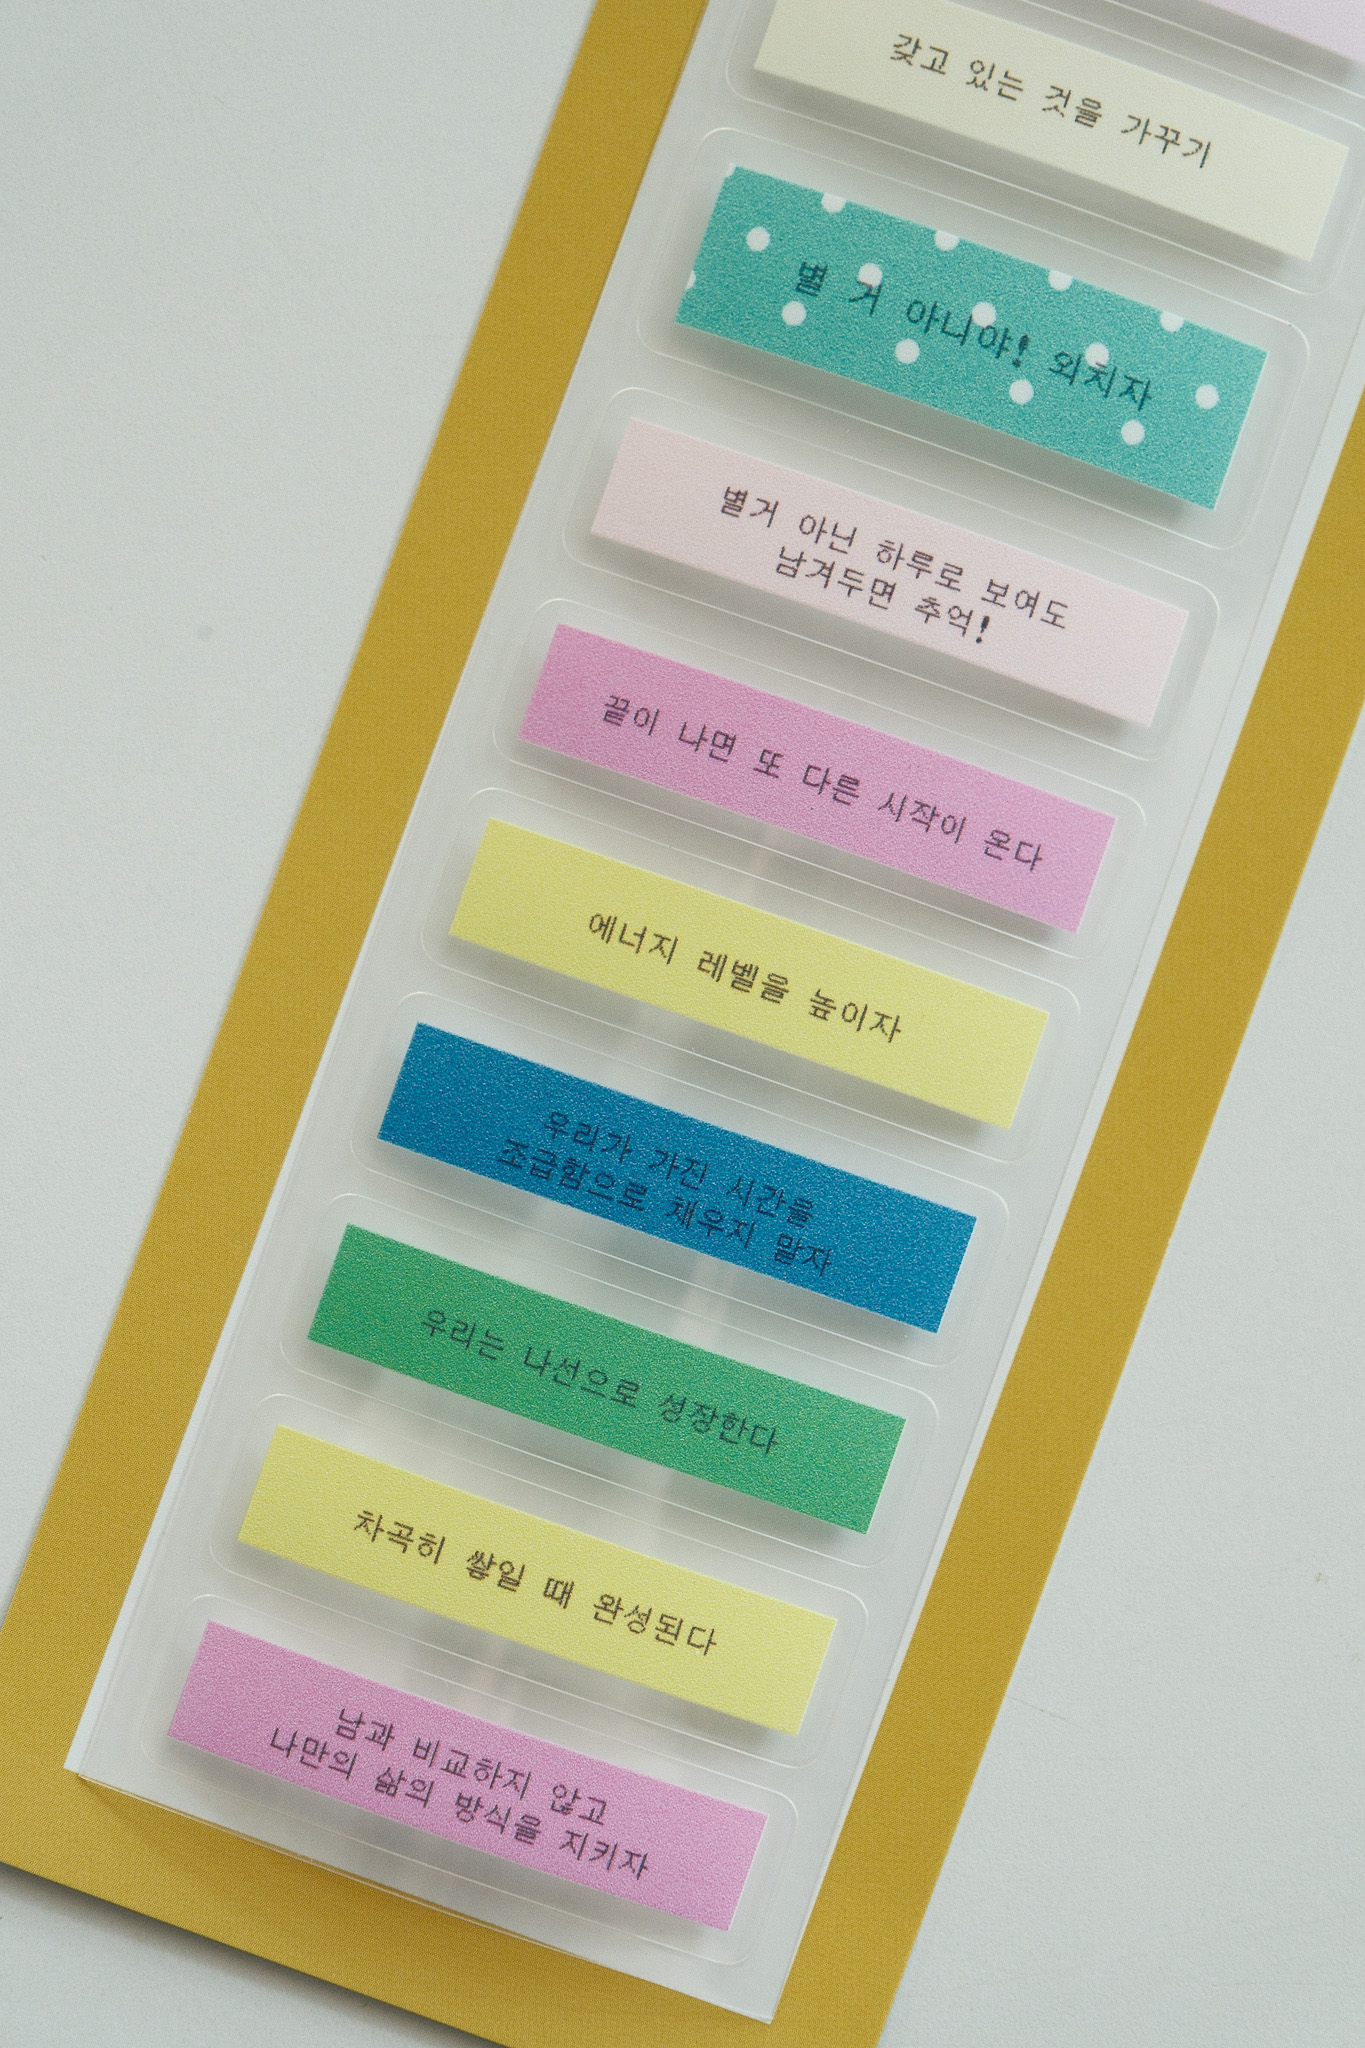 갖고 있는 것을 가꾸기
별 거 아니야! 외치자
별거 아닌 하루로 보여도
남겨두면 추억!
끝이 나면 또 다른 시작이 온다
에너지 레벨을 높이자
우리가 가진 시간을
조급함으로 채우지 말자
우리는 나선으로 성장한다
차곡히 쌓일 때 완성된다
남과 비교하지 않고
나만의 삶의 방식을 지키자